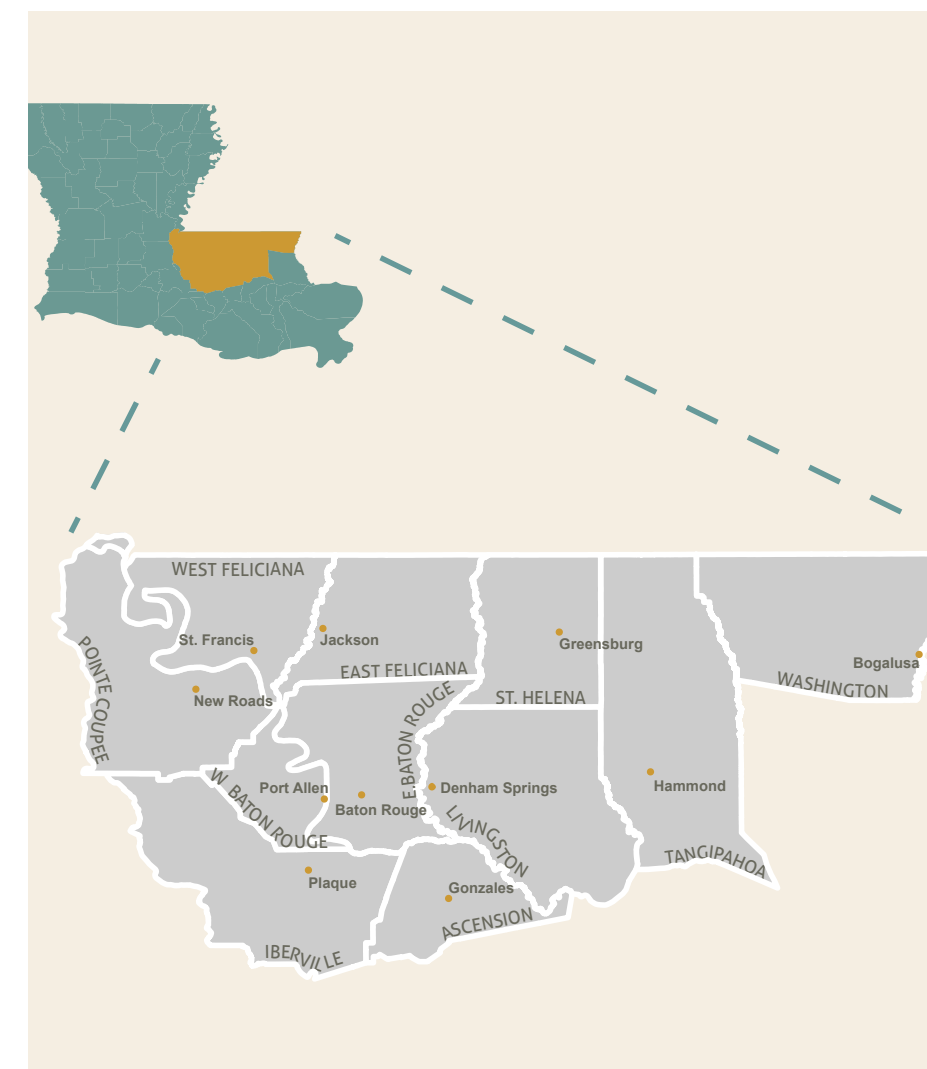 WEST FELICIANA
St. Francis
Jackson
Greensburg
POINTE COUPEE
EAST FELICIANA
Bogalusa
WASHINGTON
New Roads
E.BATON ROUGE
ST. HELENA
W. BATON ROUGE
Port Allen
Baton Rouge
Denham Springs
Hammond
LIVINGSTON
TANGIPAHOA
Plaque
Gonzales
ASCENSION
IBERVILLE